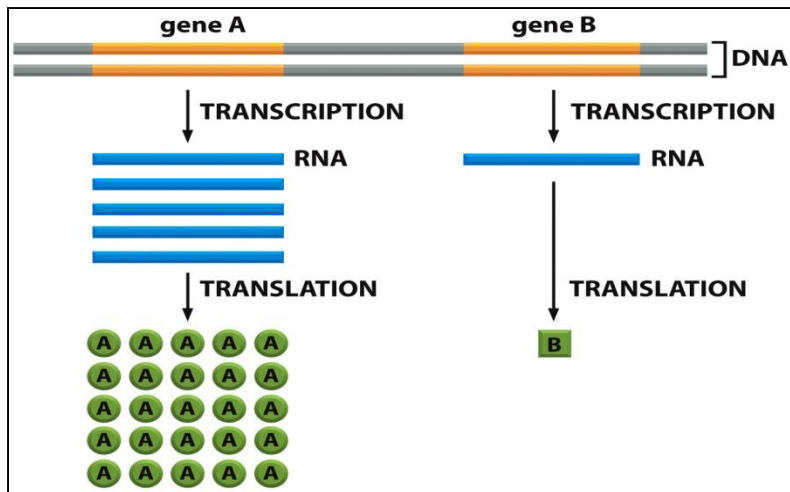 gene A gene B
DNA
TRANSCRIPTION TRANSCRIPTION
RNA RNA
TRANSLATION TRANSLATION
A A A A A B
A A A A A
A A A A A
A A A A A
A A A A A